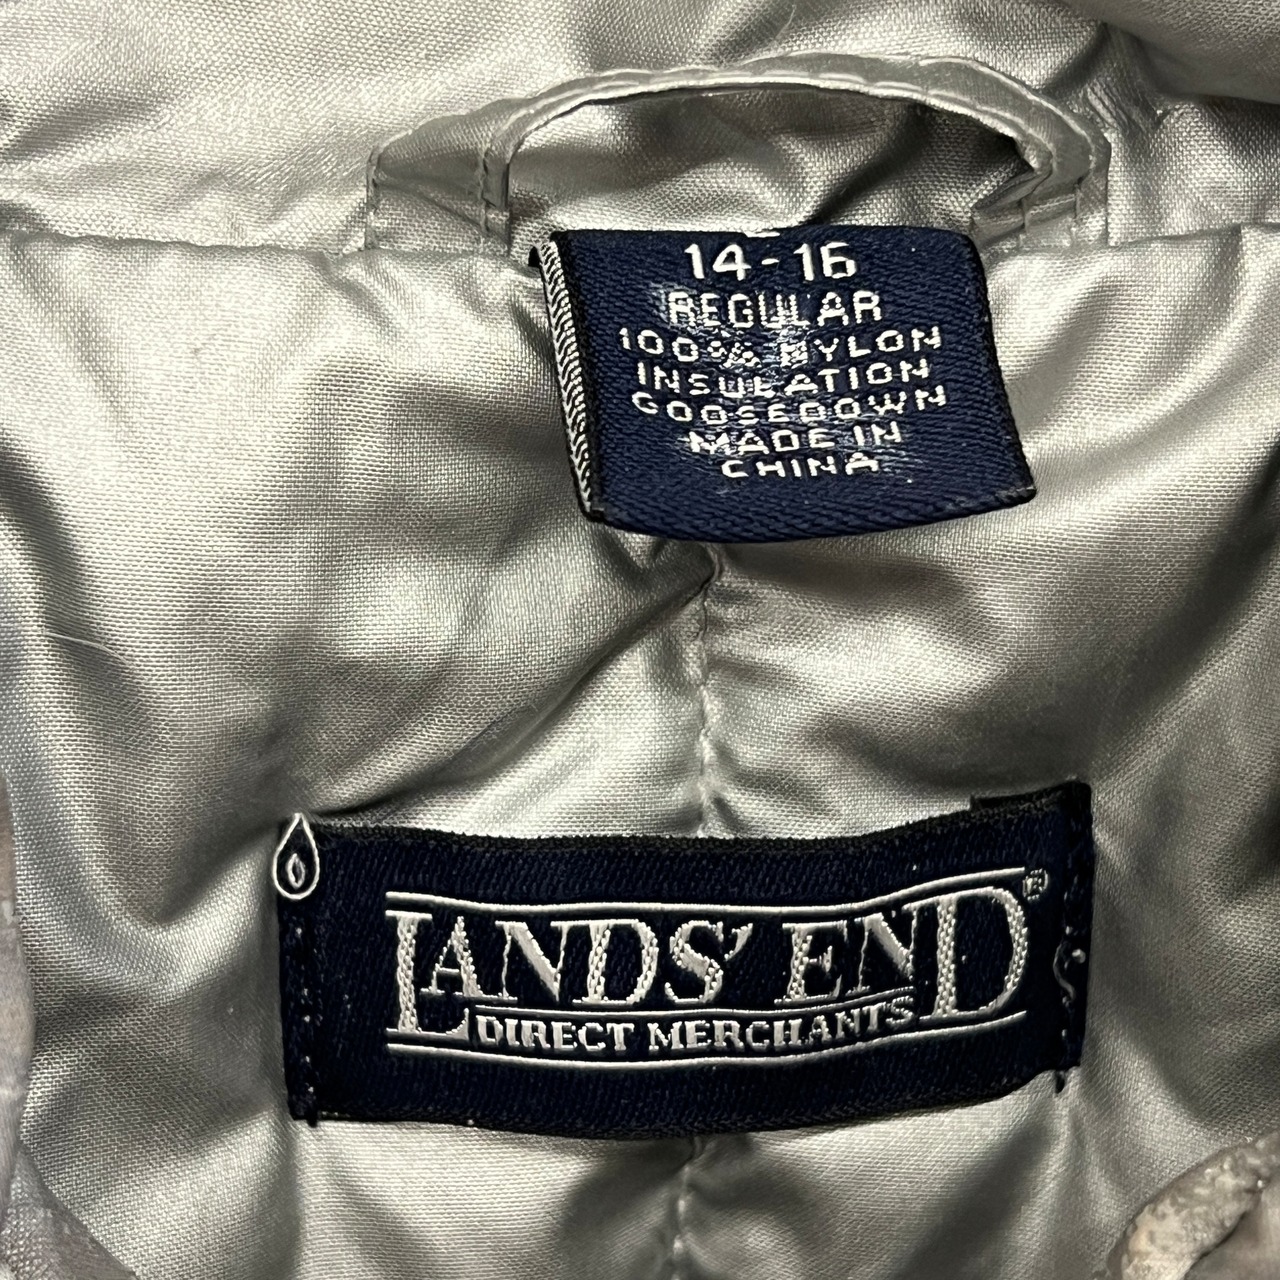 14-16
REGULAR
100% NYLON
INSULATION
GOOSEDOWN
MADE IN
CHINA
LANDS' END®
DIRECT MERCHANTS